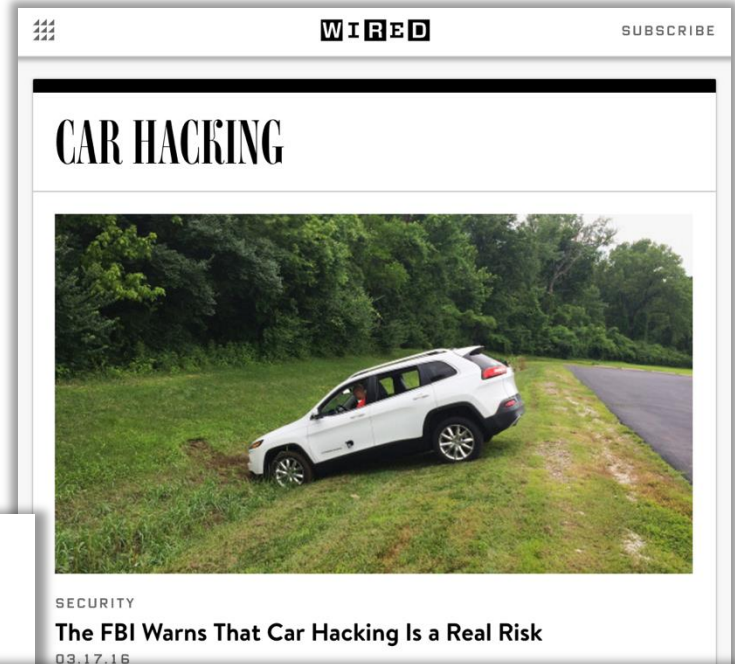 WIRED
SUBSCRIBE
CAR HACKING
SECURITY
The FBI Warns That Car Hacking Is a Real Risk
03.17.16